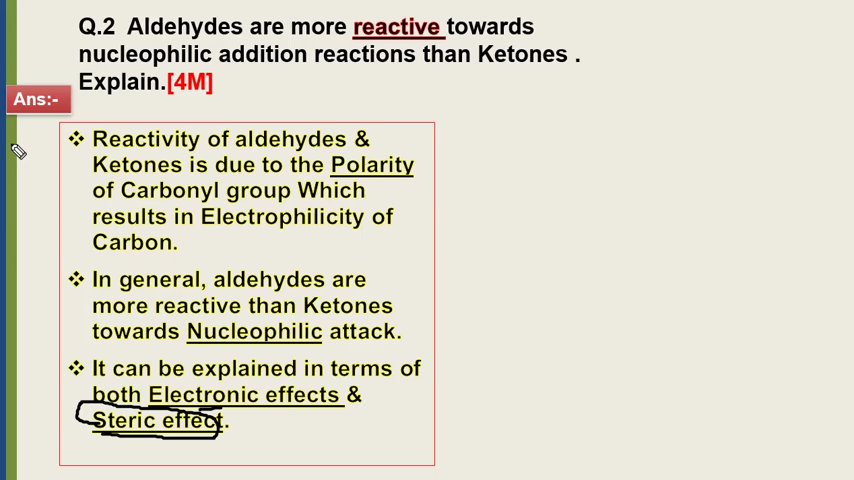 Q.2 Aldehydes are more reactive towards
nucleophilic addition reactions than Ketones .
Explain.[4M]
Ans:-
❖ Reactivity of aldehydes &
Ketones is due to the Polarity
of Carbonyl group Which
results in Electrophilicity of
Carbon.
❖ In general, aldehydes are
more reactive than Ketones
towards Nucleophilic attack.
❖ It can be explained in terms of
both Electronic effects &
Steric effect.